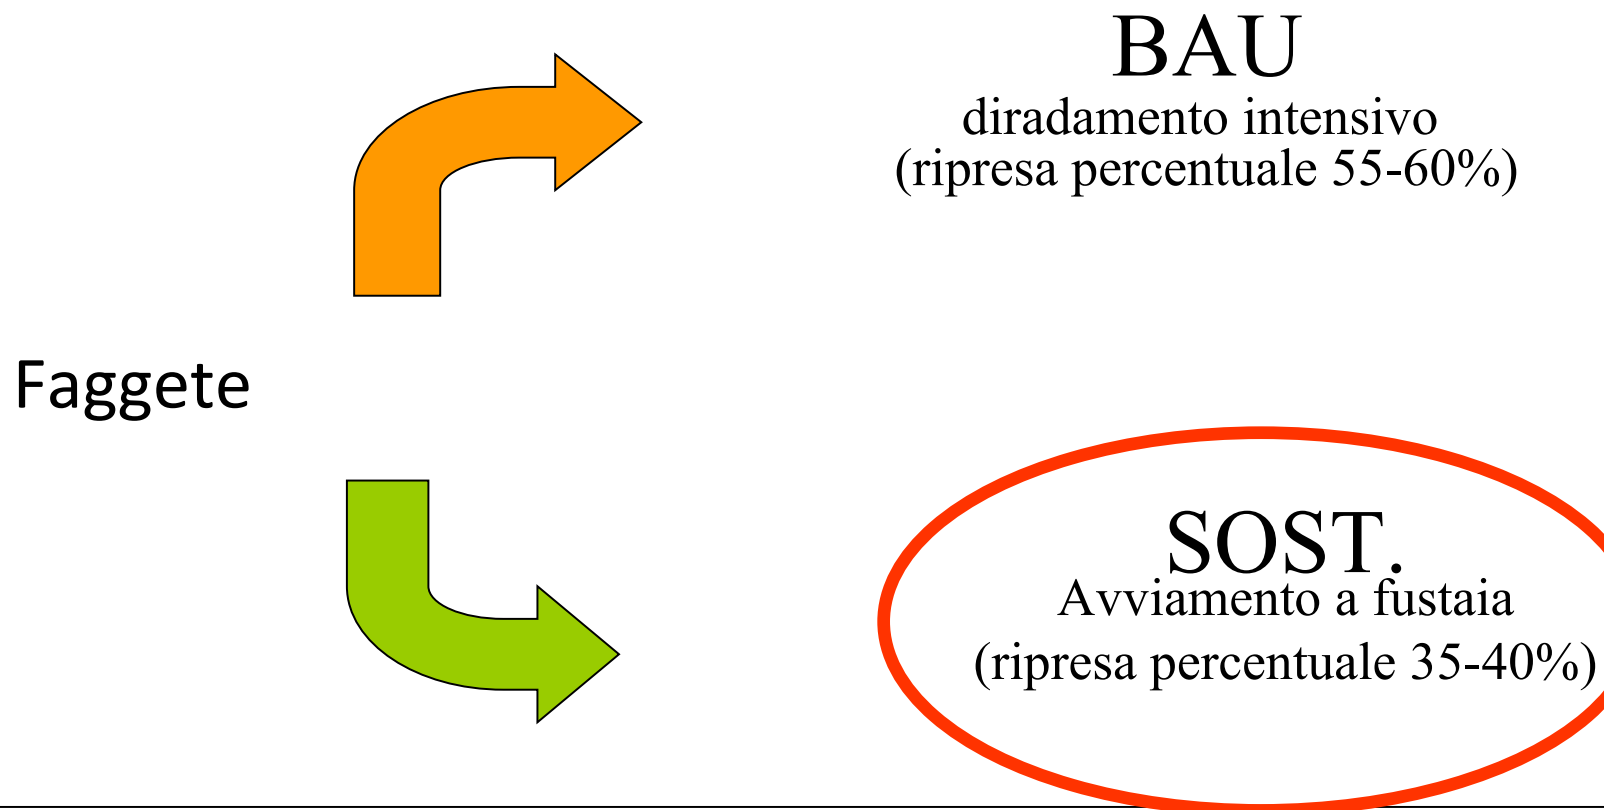 BAU
diradamento intensivo
(ripresa percentuale 55-60%)
Faggete
SOST.
Avviamento a fustaia
(ripresa percentuale 35-40%)